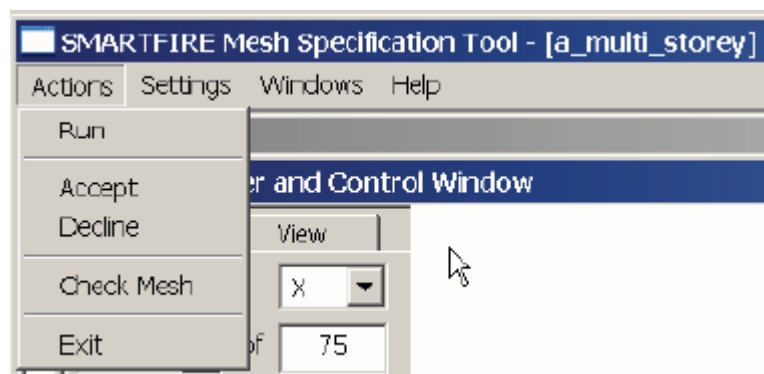 SMARTFIRE Mesh Specification Tool - [a_multi_storey]
Actions Settings Windows Help
Run
Accept
and Control Window
Decline
View
Check Mesh
X
Exit
of 75